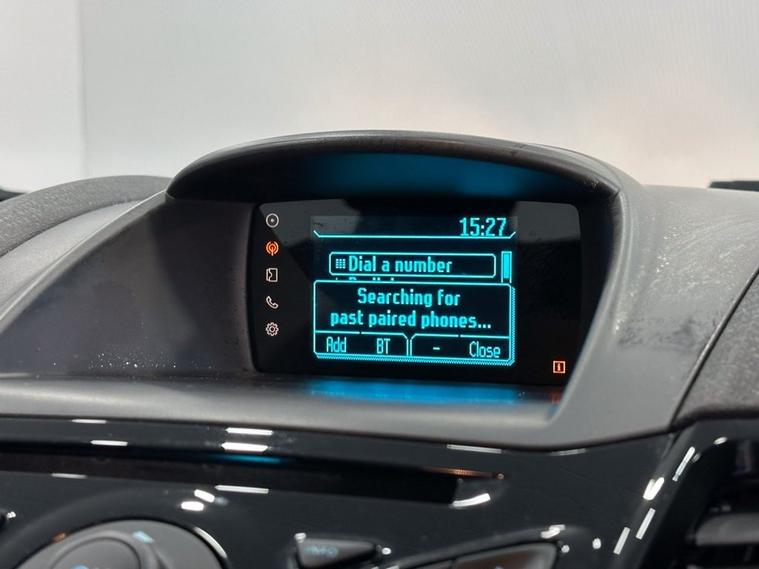 15:27
Dial a number
Searching for
past paired phones...
Add BT - Close